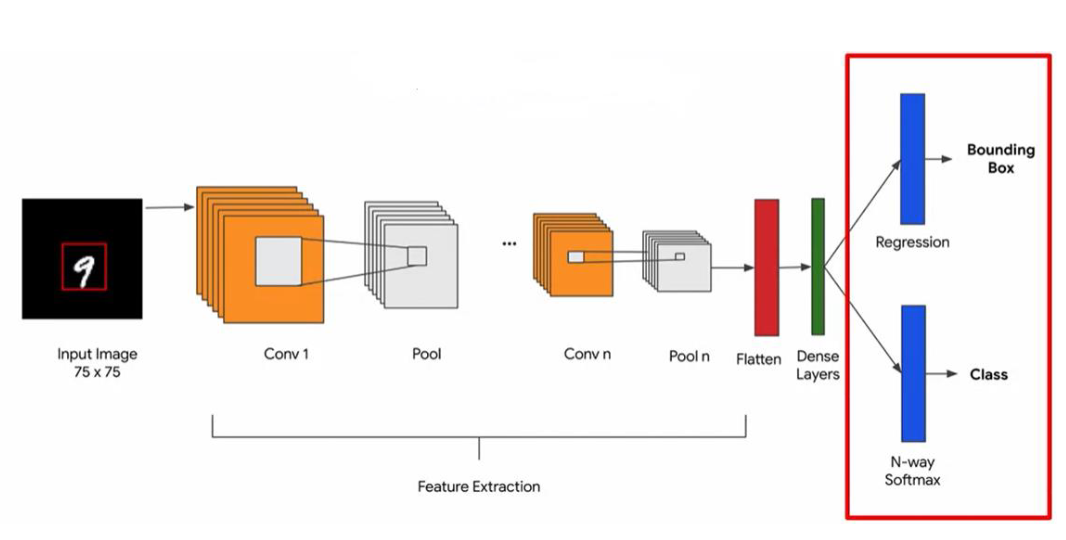 Bounding
Box
Regression
9
...
Input Image
75 x 75
Conv 1
Pool
Conv n
Pool n
Flatten
Dense
Layers
Class
N-way
Softmax
Feature Extraction